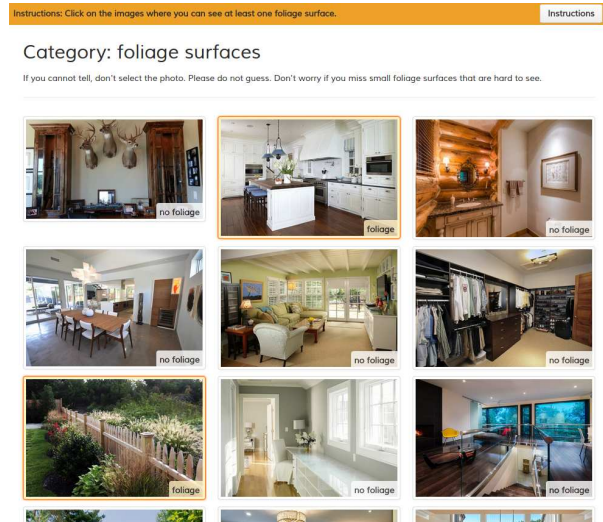 Instructions: Click on the images where you can see at least one foliage surface.
Instructions
Category: foliage surfaces
If you cannot tell, don't select the photo. Please do not guess. Don't worry if you miss small foliage surfaces that are hard to see.
no foliage
foliage
no foliage
no foliage
no foliage
no foliage
foliage
no foliage
no foliage